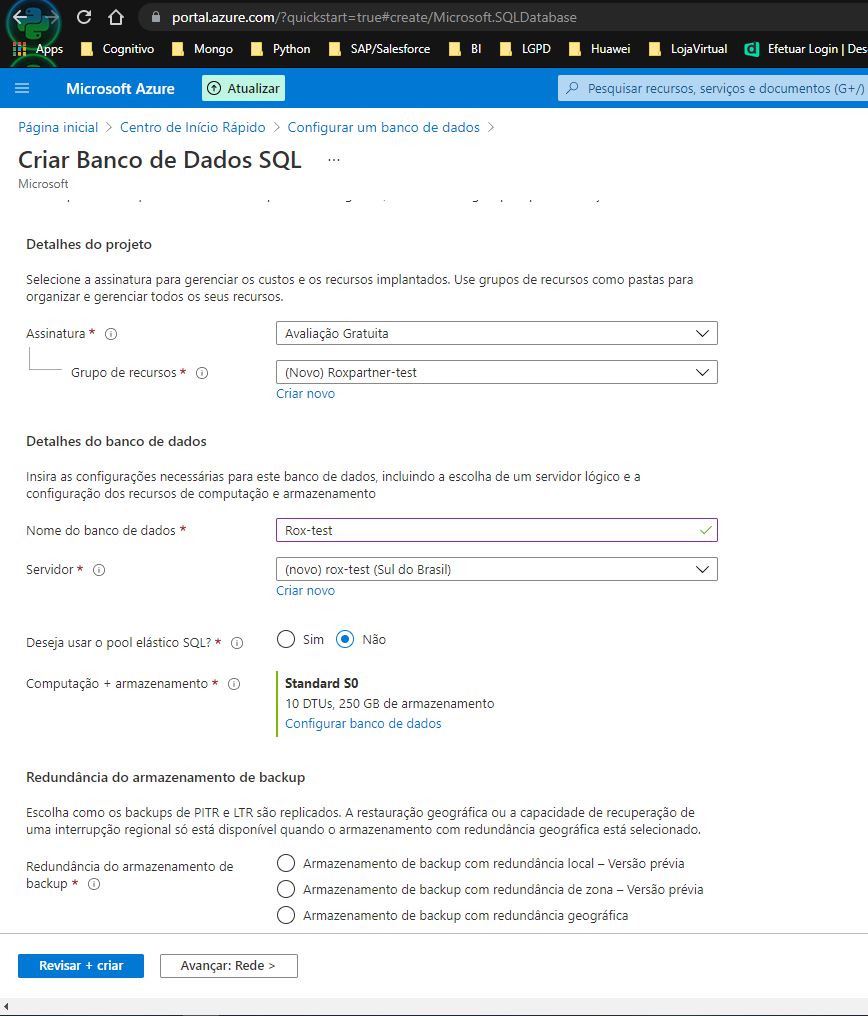 portal.azure.com/?quickstart=true#create/Microsoft.SQLDatabase
Apps Cognitivo Mongo Python SAP/Salesforce BI LGPD Huawei LojaVirtual Efetuar Login | Des
Microsoft Azure Atualizar Pesquisar recursos, serviços e documentos (G+/)
Página inicial > Centro de Início Rápido > Configurar um banco de dados >
Criar Banco de Dados SQL ...
Microsoft
Detalhes do projeto
Selecione a assinatura para gerenciar os custos e os recursos implantados. Use grupos de recursos como pastas para
organizar e gerenciar todos os seus recursos.
Assinatura * Avaliação Gratuita
Grupo de recursos * (Novo) Roxpartner-test
Criar novo
Detalhes do banco de dados
Insira as configurações necessárias para este banco de dados, incluindo a escolha de um servidor lógico e a
configuração dos recursos de computação e armazenamento
Nome do banco de dados * Rox-test
Servidor * (novo) rox-test (Sul do Brasil)
Criar novo
Deseja usar o pool elástico SQL? * Sim Não
Computação + armazenamento * Standard S0
10 DTUs, 250 GB de armazenamento
Configurar banco de dados
Redundância do armazenamento de backup
Escolha como os backups de PITR e LTR são replicados. A restauração geográfica ou a capacidade de recuperação de
uma interrupção regional só está disponível quando o armazenamento com redundância geográfica está selecionado.
Redundância do armazenamento de
backup *
Armazenamento de backup com redundância local – Versão prévia
Armazenamento de backup com redundância de zona – Versão prévia
Armazenamento de backup com redundância geográfica
Revisar + criar Avançar: Rede >